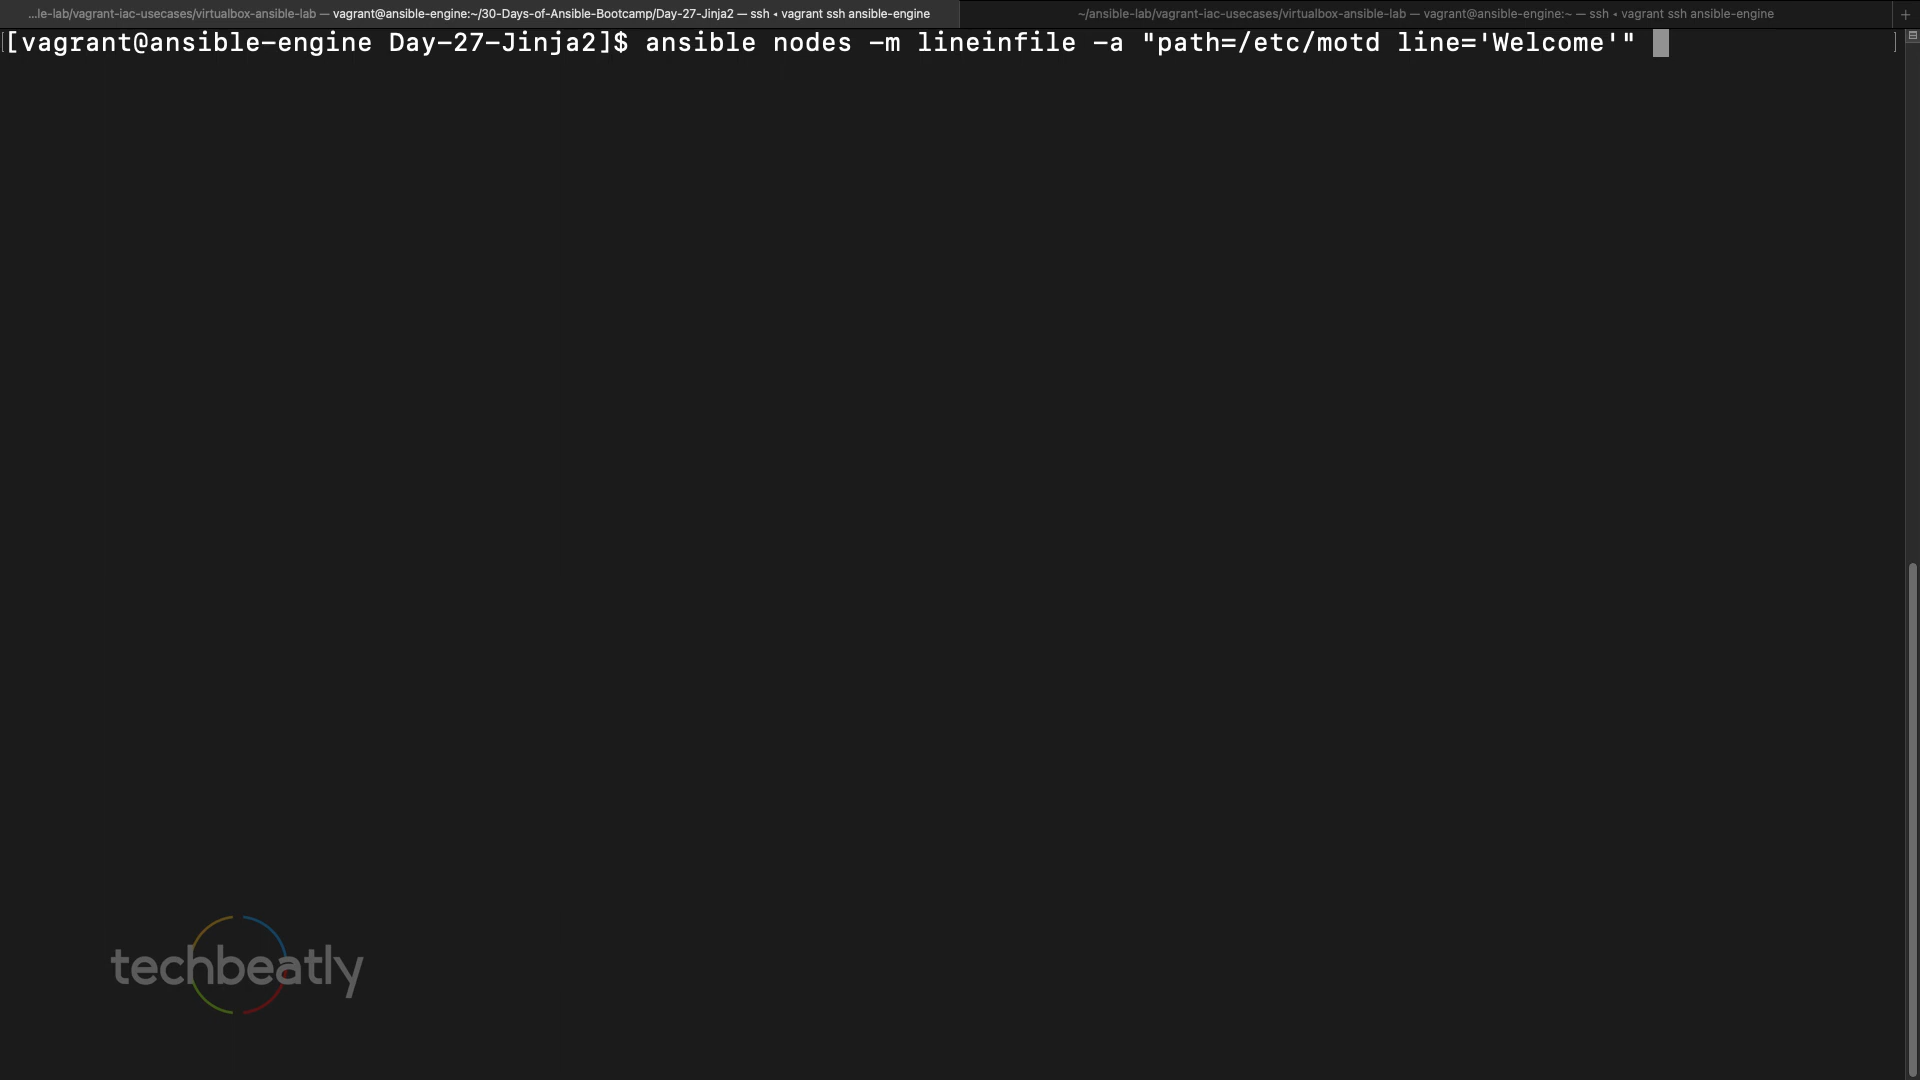 ...le-lab/vagrant-iac-usecases/virtualbox-ansible-lab — vagrant@ansible-engine:~/30-Days-of-Ansible-Bootcamp/Day-27-Jinja2 — ssh ◂ vagrant ssh ansible-engine
~/ansible-lab/vagrant-iac-usecases/virtualbox-ansible-lab — vagrant@ansible-engine:~ — ssh ◂ vagrant ssh ansible-engine
[vagrant@ansible-engine Day-27-Jinja2]$ ansible nodes -m lineinfile -a "path=/etc/motd line='Welcome'"
techbeatly